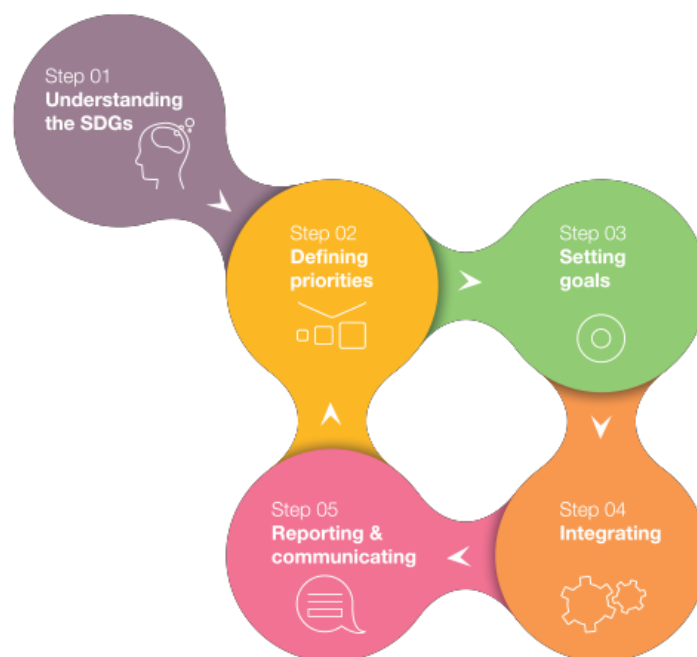 Step 01
Understanding
the SDGs
Step 02
Defining
priorities
Step 03
Setting
goals
Step 04
Integrating
Step 05
Reporting &
communicating